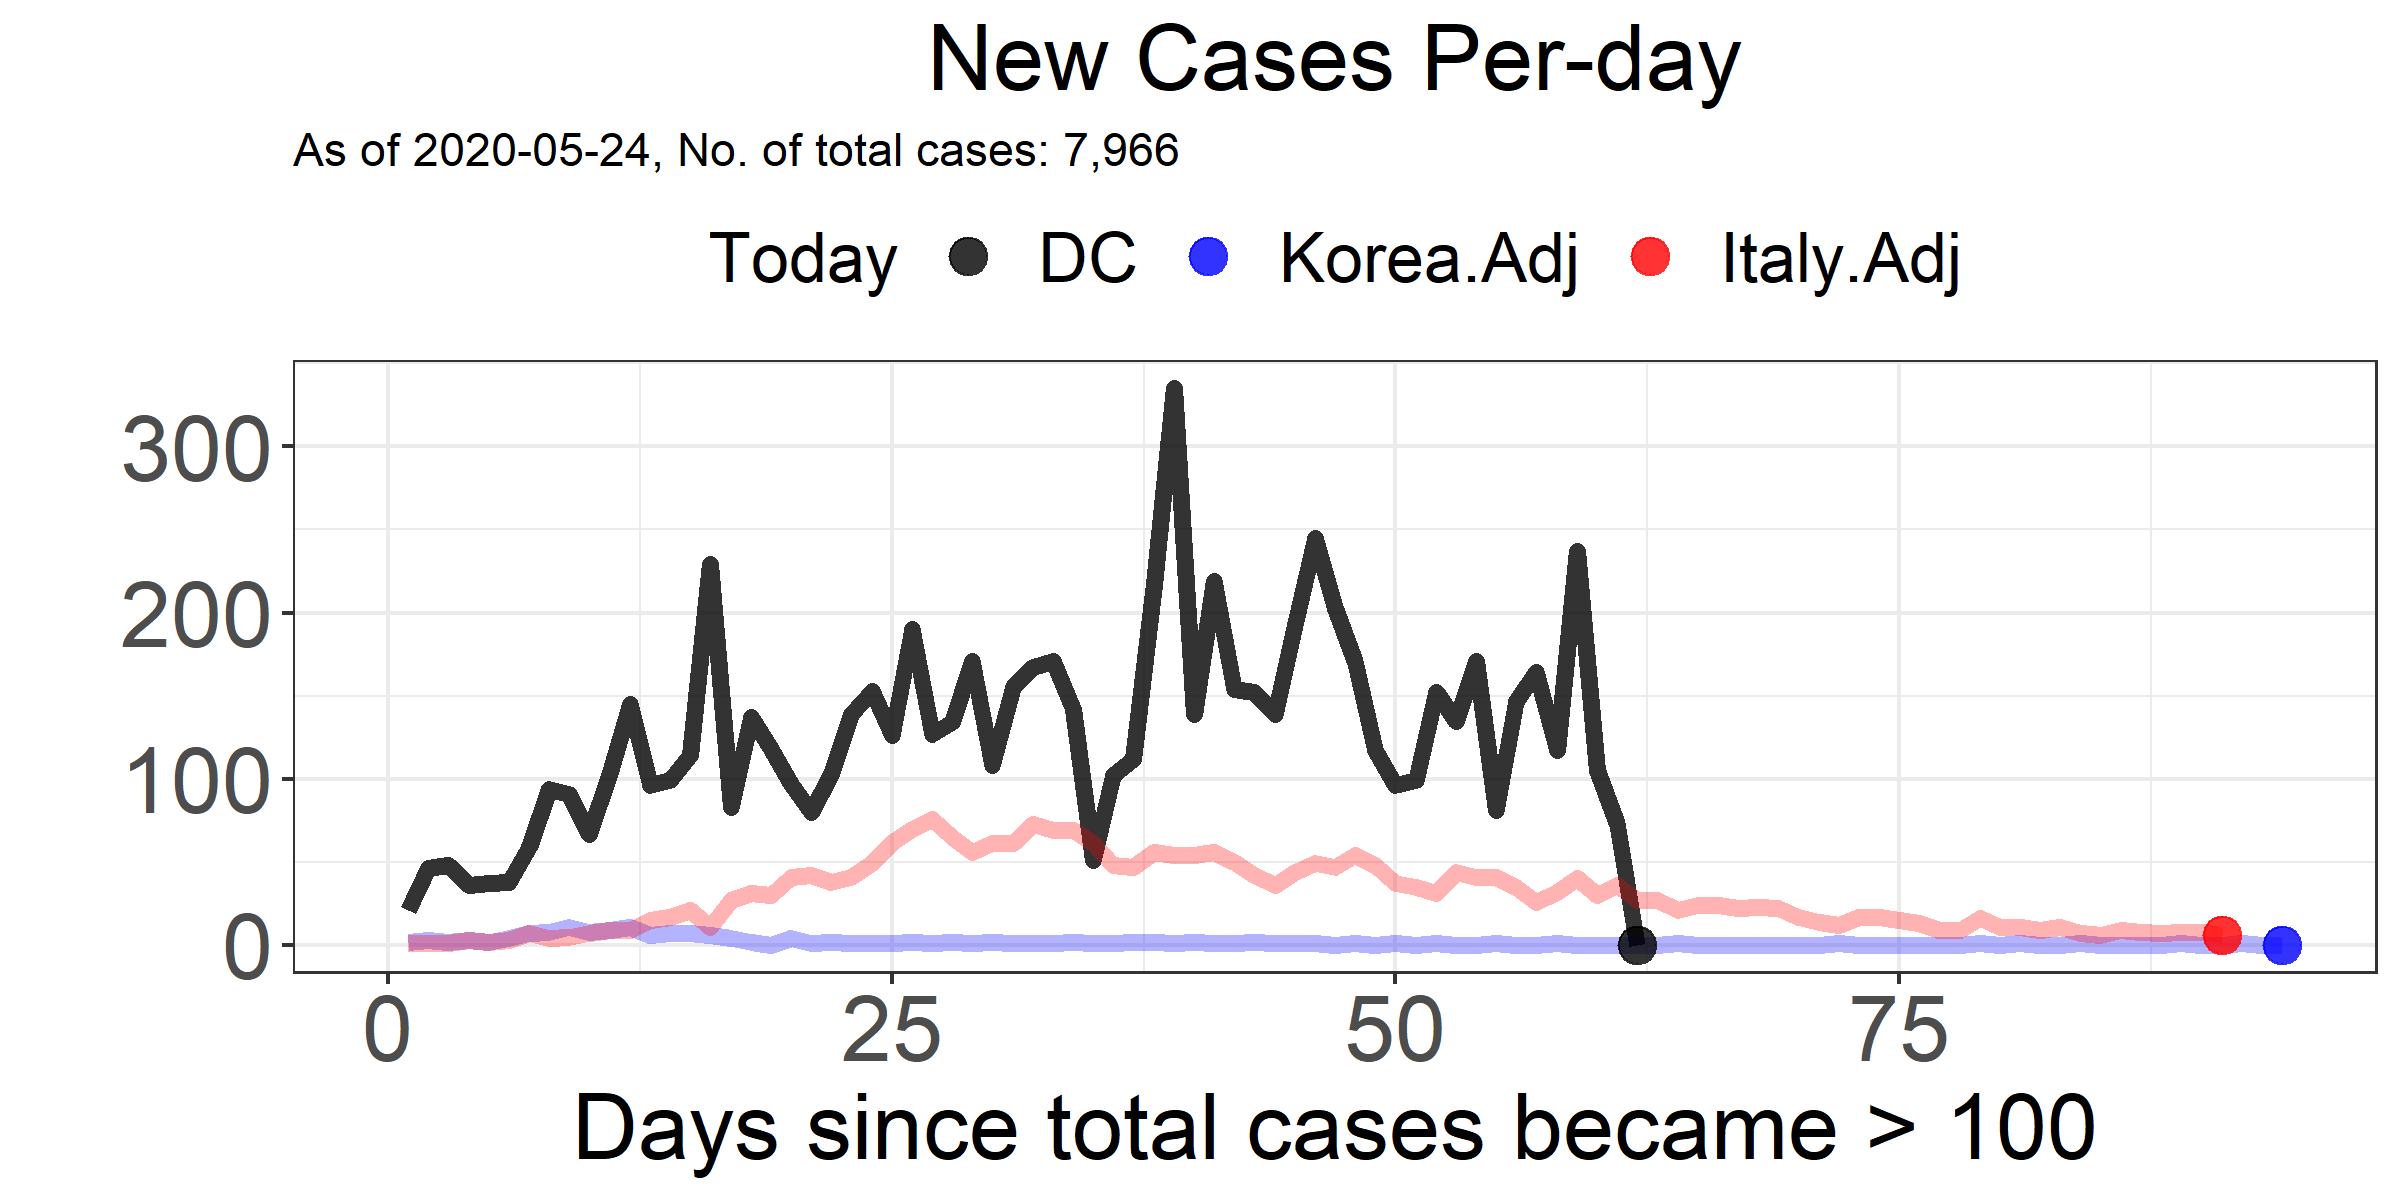 New Cases Per-day
As of 2020-05-24, No. of total cases: 7,966
Today DC Korea.Adj Italy.Adj
300
200
100
0
0 25 50 75
Days since total cases became > 100